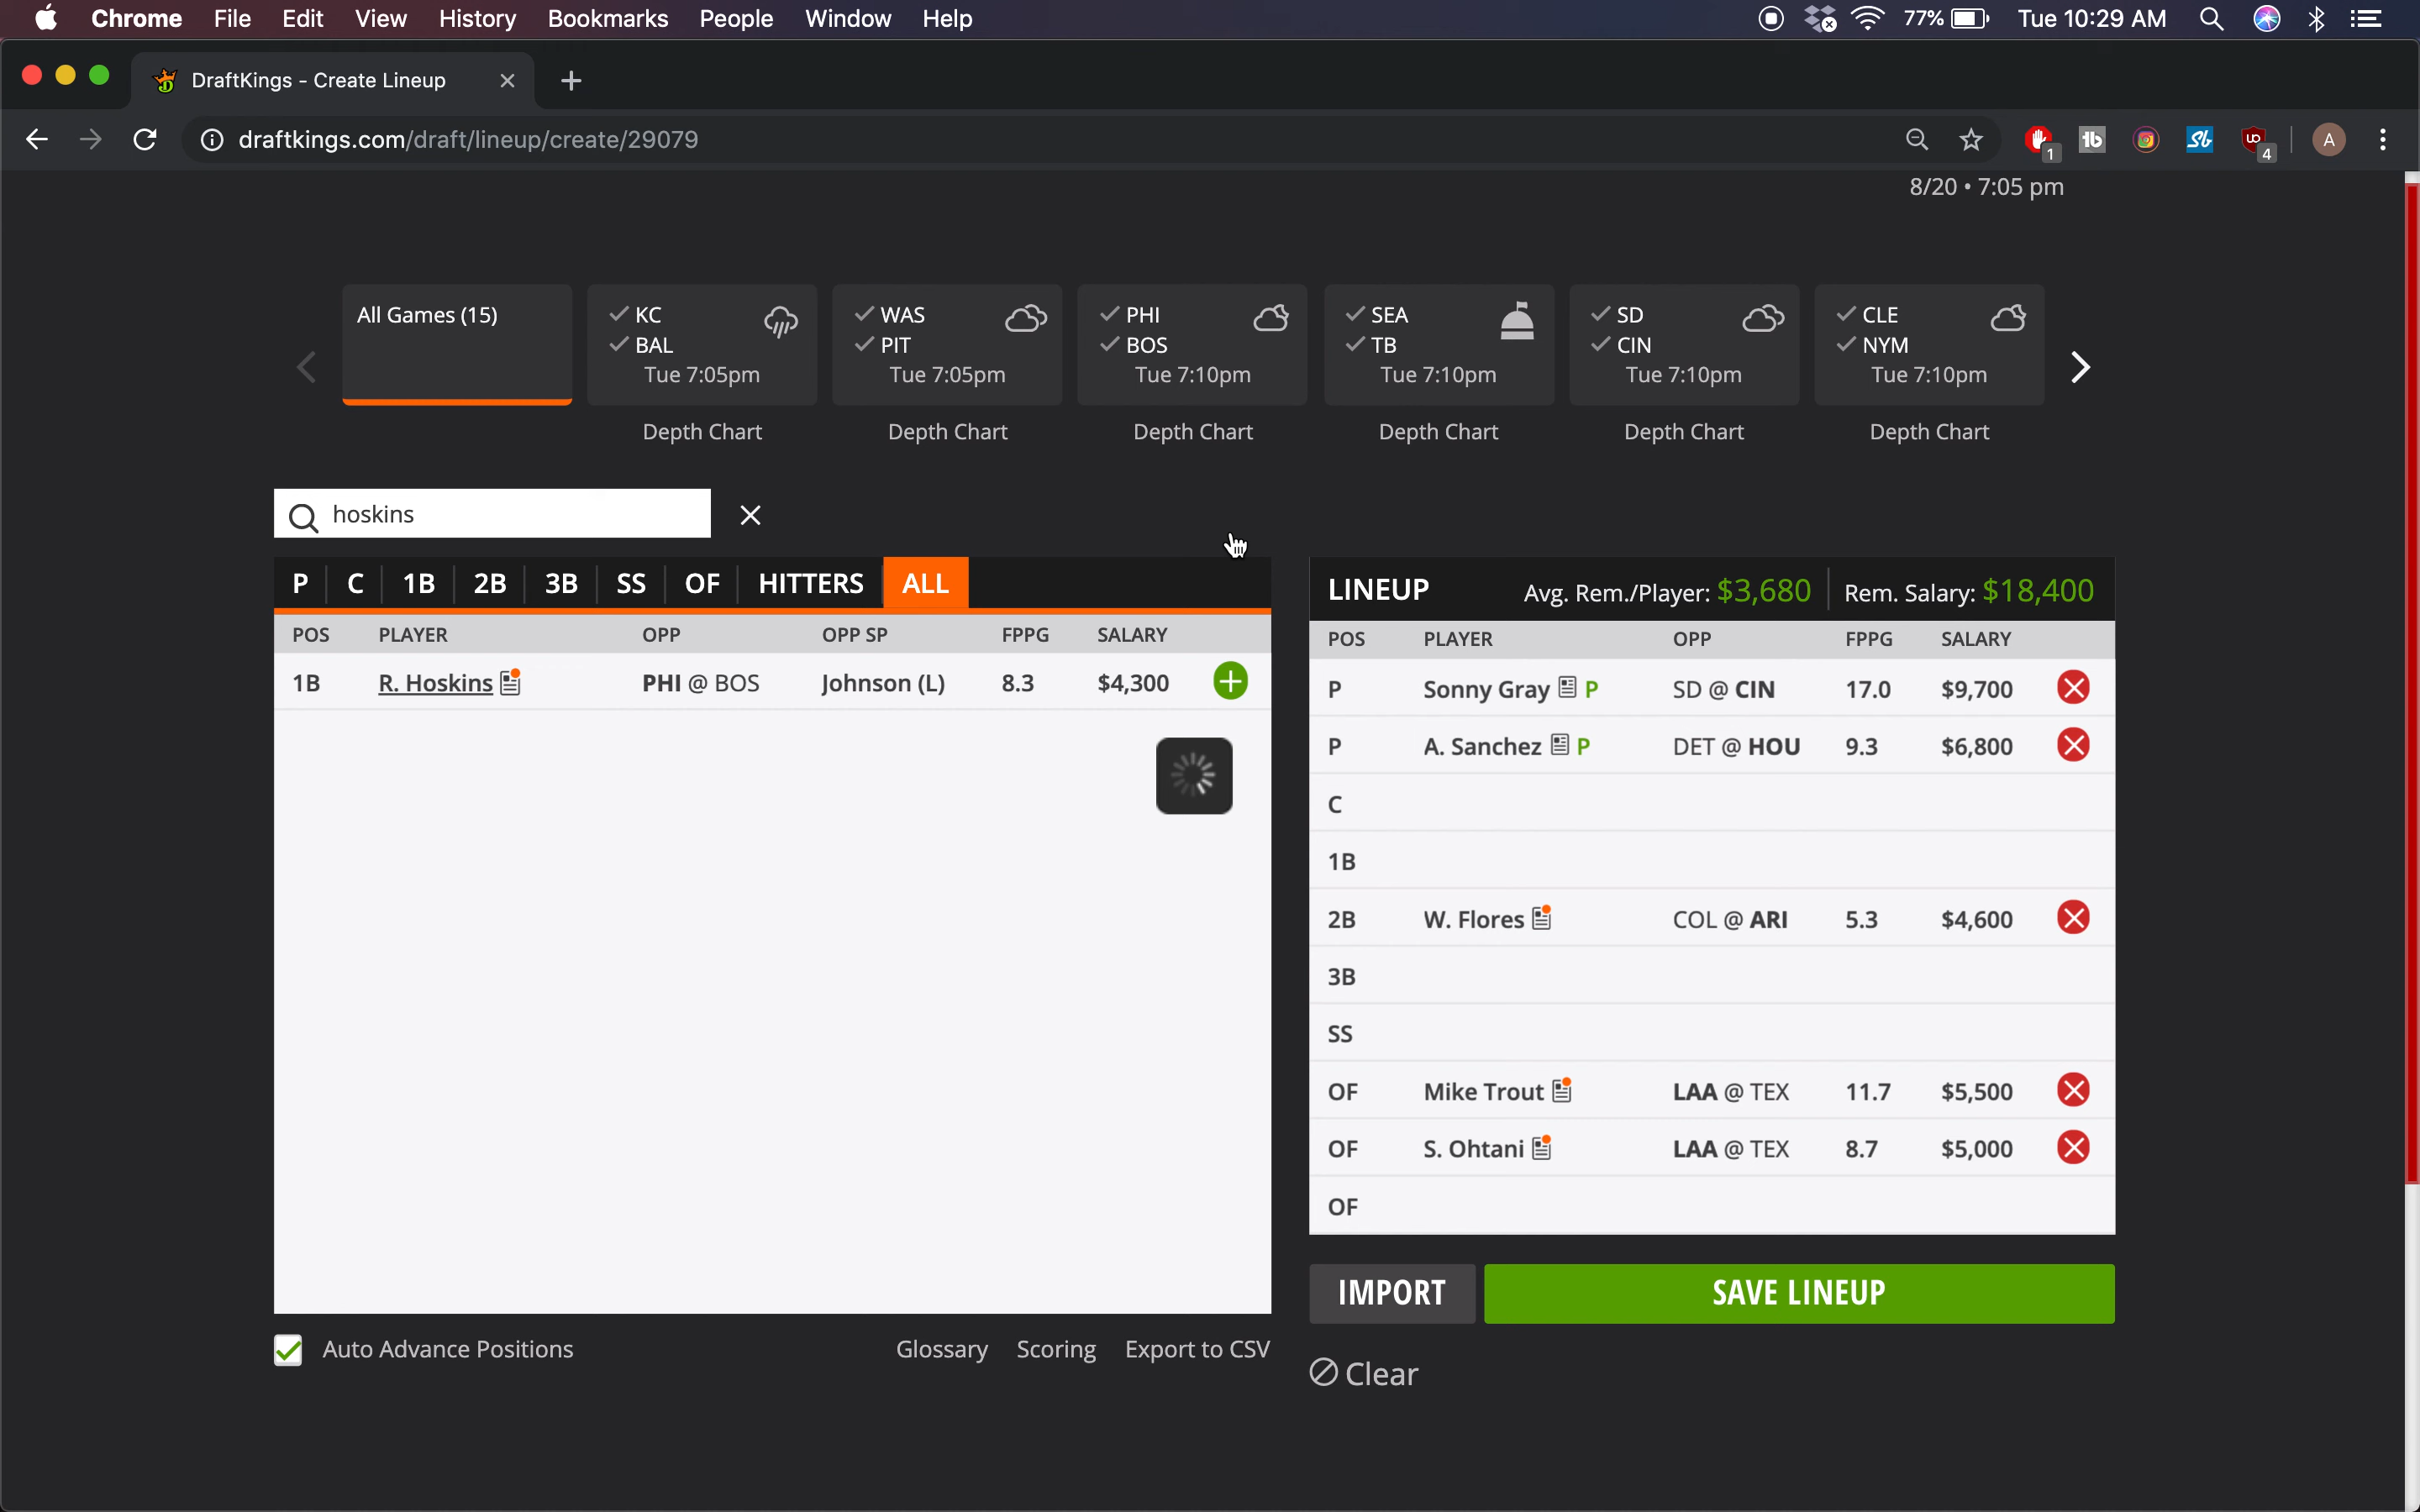 Chrome File Edit View History Bookmarks People Window Help 77% Tue 10:29 AM
DraftKings - Create Lineup
draftkings.com/draft/lineup/create/29079 1 tb Sb uo 4 A
8/20 • 7:05 pm
All Games (15)
KC
BAL
Tue 7:05pm
Depth Chart
WAS
PIT
Tue 7:05pm
Depth Chart
PHI
BOS
Tue 7:10pm
Depth Chart
SEA
TB
Tue 7:10pm
Depth Chart
SD
CIN
Tue 7:10pm
Depth Chart
CLE
NYM
Tue 7:10pm
Depth Chart
hoskins
P C 1B 2B 3B SS OF HITTERS ALL
POS PLAYER OPP OPP SP FPPG SALARY
1B R. Hoskins PHI @ BOS Johnson (L) 8.3 $4,300
Auto Advance Positions Glossary Scoring Export to CSV
LINEUP Avg. Rem./Player: $3,680 Rem. Salary: $18,400
POS PLAYER OPP FPPG SALARY
P Sonny Gray P SD @ CIN 17.0 $9,700
P A. Sanchez P DET @ HOU 9.3 $6,800
C
1B
2B W. Flores COL @ ARI 5.3 $4,600
3B
SS
OF Mike Trout LAA @ TEX 11.7 $5,500
OF S. Ohtani LAA @ TEX 8.7 $5,000
OF
IMPORT SAVE LINEUP
Clear